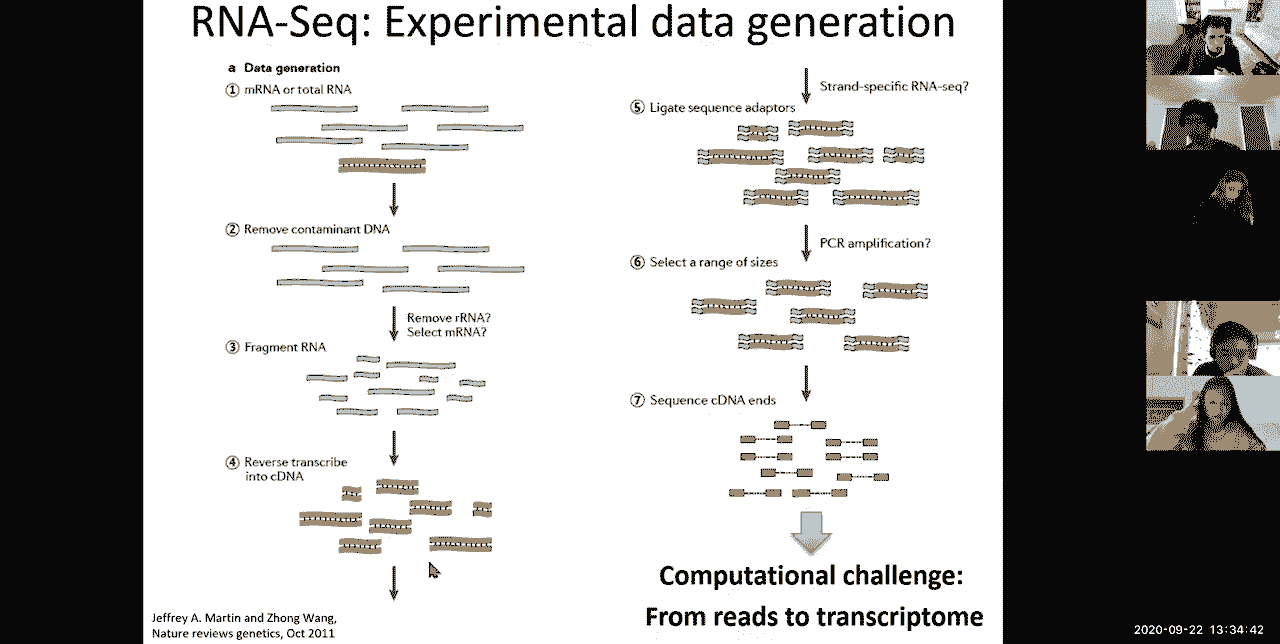 RNA-Seq: Experimental data generation
a Data generation
① mRNA or total RNA
② Remove contaminant DNA
Remove rRNA?
Select mRNA?
③ Fragment RNA
④ Reverse transcribe
into cDNA
Jeffrey A. Martin and Zhong Wang,
Nature reviews genetics, Oct 2011
Strand-specific RNA-seq?
⑤ Ligate sequence adaptors
PCR amplification?
⑥ Select a range of sizes
⑦ Sequence cDNA ends
Computational challenge:
From reads to transcriptome
2020-09-22 13:34:42